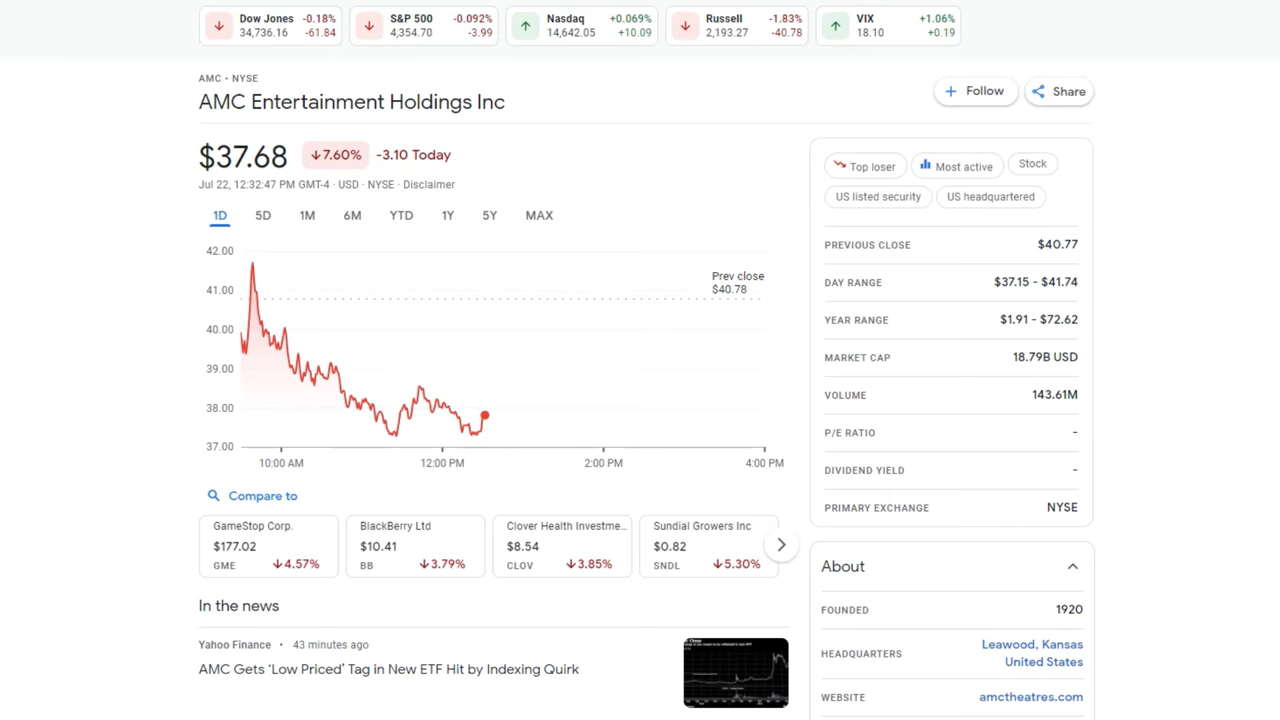 Dow Jones -0.18%
34,736.16 -61.84
S&P 500 -0.092%
4,354.70 -3.99
Nasdaq +0.069%
14,642.05 +10.09
Russell -1.83%
2,193.27 -40.78
VIX +1.06%
18.10 +0.19
AMC • NYSE
AMC Entertainment Holdings Inc
Follow
Share
$37.68 7.60% -3.10 Today
Jul 22, 12:32:47 PM GMT-4 · USD · NYSE · Disclaimer
1D 5D 1M 6M YTD 1Y 5Y MAX
42.00
41.00
40.00
39.00
38.00
37.00
Prev close
$40.78
10:00 AM 12:00 PM 2:00 PM 4:00 PM
Compare to
GameStop Corp.
$177.02
GME 4.57%
BlackBerry Ltd
$10.41
BB 3.79%
Clover Health Investme...
$8.54
CLOV 3.85%
Sundial Growers Inc
$0.82
SNDL 5.30%
In the news
Yahoo Finance • 43 minutes ago
AMC Gets ‘Low Priced’ Tag in New ETF Hit by Indexing Quirk
Top loser Most active Stock
US listed security US headquartered
PREVIOUS CLOSE $40.77
DAY RANGE $37.15 - $41.74
YEAR RANGE $1.91 - $72.62
MARKET CAP 18.79B USD
VOLUME 143.61M
P/E RATIO -
DIVIDEND YIELD -
PRIMARY EXCHANGE NYSE
About
FOUNDED 1920
HEADQUARTERS Leawood, Kansas
United States
WEBSITE amctheatres.com